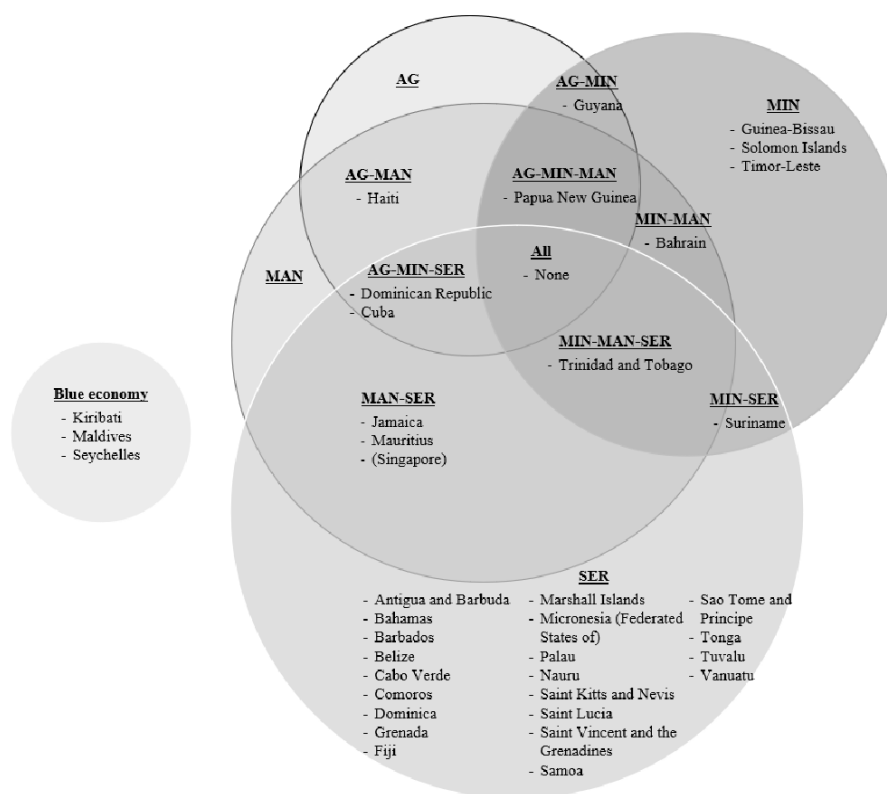 AG
AG-MIN
- Guyana
MIN
- Guinea-Bissau
- Solomon Islands
- Timor-Leste
AG-MAN
- Haiti
AG-MIN-MAN
- Papua New Guinea
MIN-MAN
- Bahrain
All
- None
MAN
AG-MIN-SER
- Dominican Republic
- Cuba
MIN-MAN-SER
- Trinidad and Tobago
Blue economy
- Kiribati
- Maldives
- Seychelles
MAN-SER
- Jamaica
- Mauritius
- (Singapore)
MIN-SER
- Suriname
SER
- Antigua and Barbuda
- Bahamas
- Barbados
- Belize
- Cabo Verde
- Comoros
- Dominica
- Grenada
- Fiji
- Marshall Islands
- Micronesia (Federated
States of)
- Palau
- Nauru
- Saint Kitts and Nevis
- Saint Lucia
- Saint Vincent and the
Grenadines
- Samoa
- Sao Tome and
Principe
- Tonga
- Tuvalu
- Vanuatu